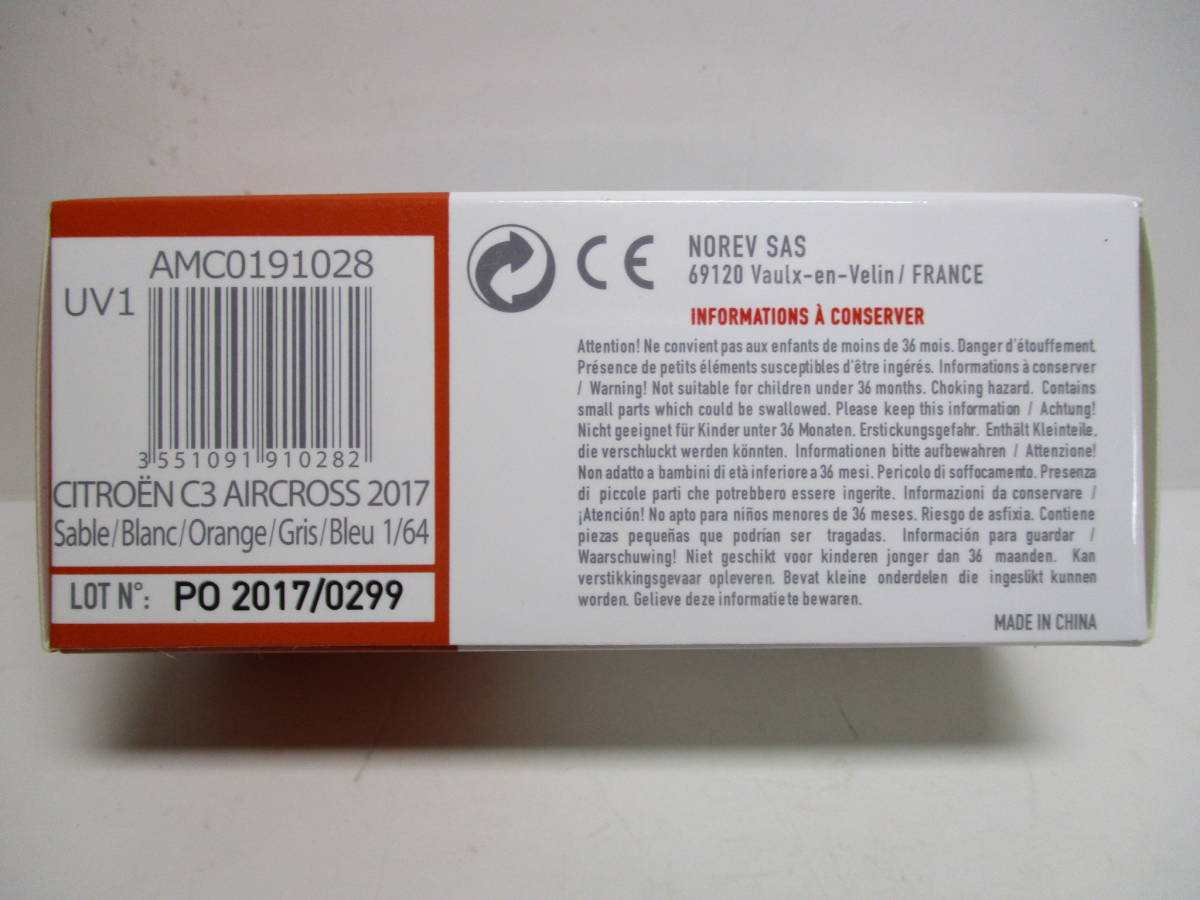 AMC0191028
UV1
3 551091 910282
CITROËN C3 AIRCROSS 2017
Sable/Blanc/Orange/Gris/Bleu 1/64
LOT N°: PO 2017/0299
CE
NOREV SAS
69120 Vaulx-en-Velin / FRANCE
INFORMATIONS À CONSERVER
Attention! Ne convient pas aux enfants de moins de 36 mois. Danger d'étouffement.
Présence de petits éléments susceptibles d'être ingérés. Informations à conserver
/ Warning! Not suitable for children under 36 months. Choking hazard. Contains
small parts which could be swallowed. Please keep this information / Achtung!
Nicht geeignet für Kinder unter 36 Monaten. Erstickungsgefahr. Enthält Kleinteile,
die verschluckt werden könnten. Informationen bitte aufbewahren / Attenzione!
Non adatto a bambini di età inferiore a 36 mesi. Pericolo di soffocamento. Presenza
di piccole parti che potrebbero essere ingerite. Informazioni da conservare /
¡Atención! No apto para niños menores de 36 meses. Riesgo de asfixia. Contiene
piezas pequeñas que podrían ser tragadas. Información para guardar /
Waarschuwing! Niet geschikt voor kinderen jonger dan 36 maanden. Kan
verstikkingsgevaar opleveren. Bevat kleine onderdelen die ingeslikt kunnen
worden. Gelieve deze informatie te bewaren.
MADE IN CHINA